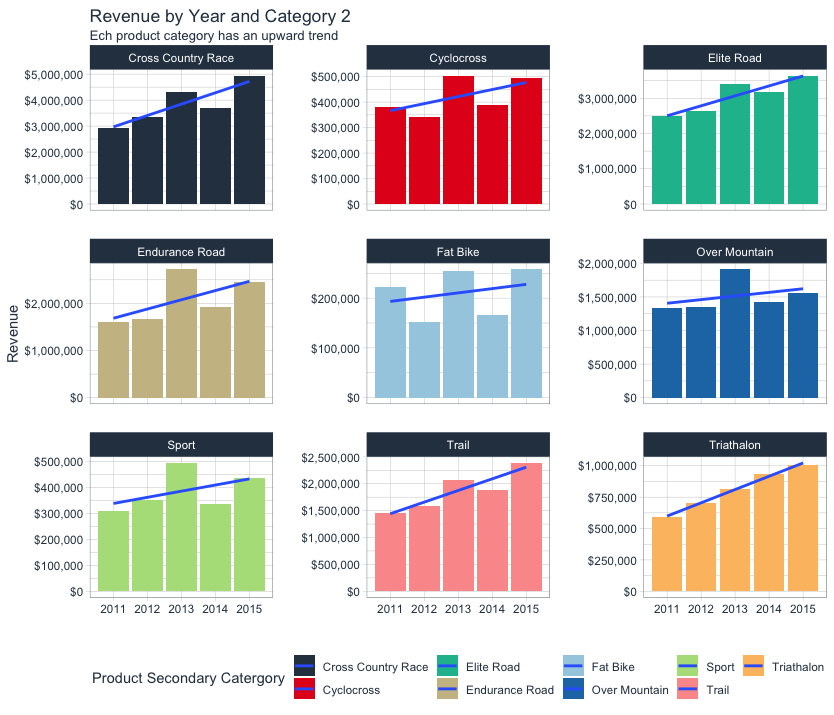 Revenue by Year and Category 2
Ech product category has an upward trend
Cross Country Race
$5,000,000
$4,000,000
$3,000,000
$2,000,000
$1,000,000
$0
Cyclocross
$500,000
$400,000
$300,000
$200,000
$100,000
$0
Elite Road
$3,000,000
$2,000,000
$1,000,000
$0
Revenue
Endurance Road
$2,000,000
$1,000,000
$0
Fat Bike
$200,000
$100,000
$0
Over Mountain
$2,000,000
$1,500,000
$1,000,000
$500,000
$0
Sport
$500,000
$400,000
$300,000
$200,000
$100,000
$0
2011 2012 2013 2014 2015
Trail
$2,500,000
$2,000,000
$1,500,000
$1,000,000
$500,000
$0
2011 2012 2013 2014 2015
Triathalon
$1,000,000
$750,000
$500,000
$250,000
$0
2011 2012 2013 2014 2015
Product Secondary Catergory
Cross Country Race Elite Road Fat Bike Sport Triathalon
Cyclocross Endurance Road Over Mountain Trail